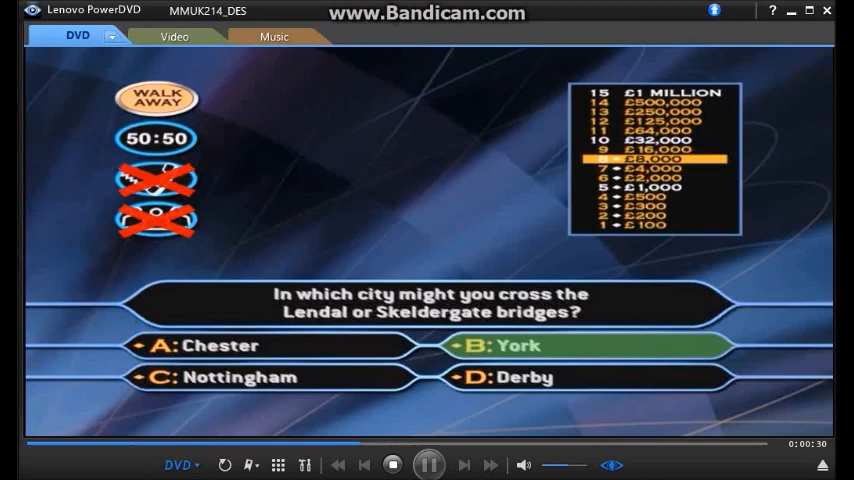 Lenovo PowerDVD
MMUK214_DES
www.Bandicam.com
?
DVD
Video
Music
WALK
AWAY
50:50
15 £1 MILLION
14 £500,000
13 £250,000
12 £125,000
11 £64,000
10 £32,000
9 £16,000
8 £8,000
7 £4,000
6 £2,000
5 £1,000
4 £500
3 £300
2 £200
1 £100
In which city might you cross the
Lendal or Skeldergate bridges?
A: Chester
B: York
C: Nottingham
D: Derby
0:00:30
DVD